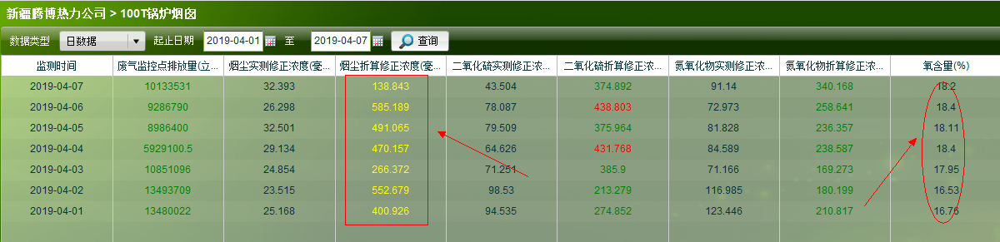 新疆腾博热力公司 > 100T锅炉烟囱
数据类型 日数据 起止日期 2019-04-01 至 2019-04-07 查询
监测时间 废气监控点排放量(立... 烟尘实测修正浓度(毫... 烟尘折算修正浓度(毫... 二氧化硫实测修正浓... 二氧化硫折算修正浓... 氮氧化物实测修正浓... 氮氧化物折算修正浓... 氧含量(%)
2019-04-07 10133531 32.393 138.843 43.504 374.892 91.14 340.168 18.2
2019-04-06 9286790 26.298 585.189 78.087 438.803 72.973 258.641 18.4
2019-04-05 8986400 32.501 491.065 79.509 375.964 81.828 236.357 18.11
2019-04-04 5929100.5 29.134 470.157 64.626 431.768 84.589 238.587 18.4
2019-04-03 10851096 24.854 266.372 71.251 385.9 71.166 169.273 17.95
2019-04-02 13493709 23.515 552.679 98.53 213.279 116.985 180.199 16.53
2019-04-01 13480022 25.168 400.926 94.535 274.852 123.446 210.817 16.75